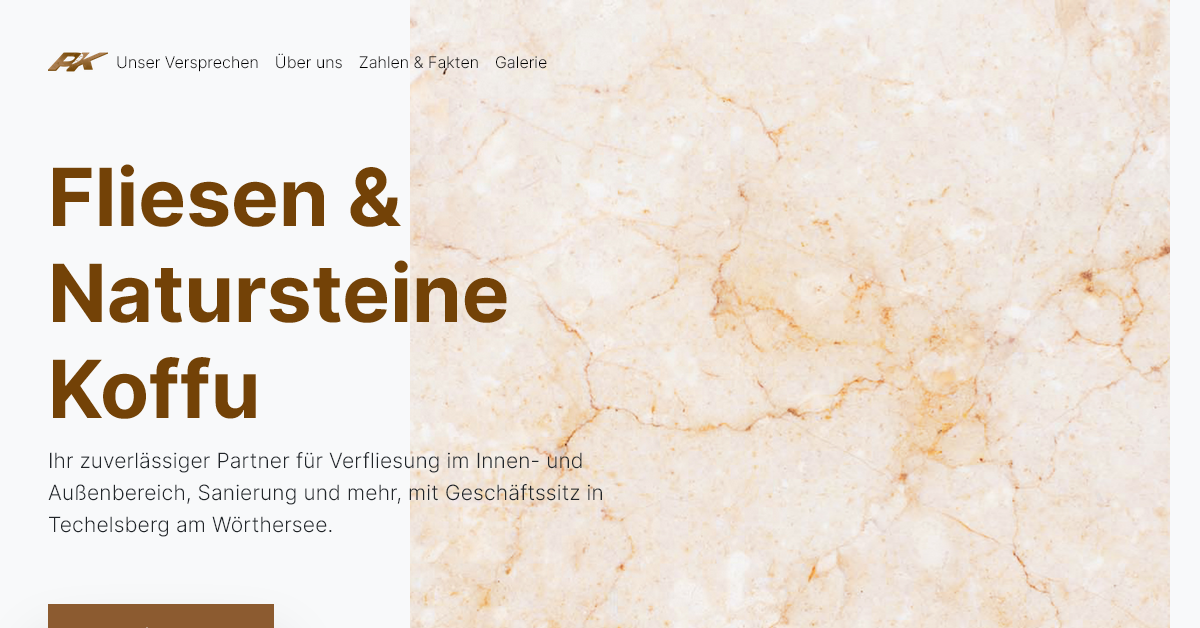 RK Unser Versprechen Über uns Zahlen & Fakten Galerie
Fliesen &
Natursteine
Koffu
Ihr zuverlässiger Partner für Verfliesung im Innen- und
Außenbereich, Sanierung und mehr, mit Geschäftssitz in
Techelsberg am Wörthersee.